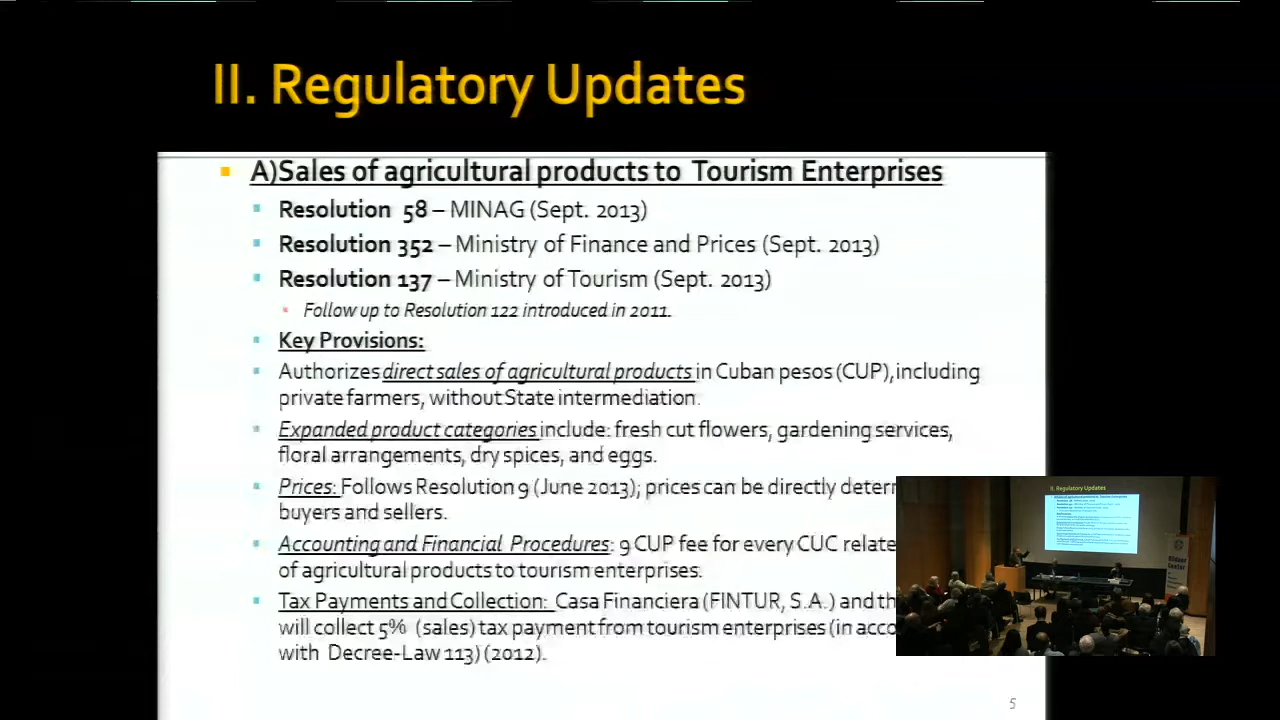 II. Regulatory Updates
A)Sales of agricultural products to Tourism Enterprises
Resolution 58 – MINAG (Sept. 2013)
Resolution 352 – Ministry of Finance and Prices (Sept. 2013)
Resolution 137 – Ministry of Tourism (Sept. 2013)
Follow up to Resolution 122 introduced in 2011.
Key Provisions:
Authorizes direct sales of agricultural products in Cuban pesos (CUP), including
private farmers, without State intermediation.
Expanded product categories include: fresh cut flowers, gardening services,
floral arrangements, dry spices, and eggs.
Prices: Follows Resolution 9 (June 2013); prices can be directly
buyers and sellers.
Accounting and Financial Procedures: 9 CUP fee for every CUC
of agricultural products to tourism enterprises.
Tax Payments and Collection: Casa Financiera (FINTUR, S.A.) and
will collect 5% (sales) tax payment from tourism enterprises (in
with Decree-Law 113) (2012).
5
II. Regulatory Updates
Bildner
Center